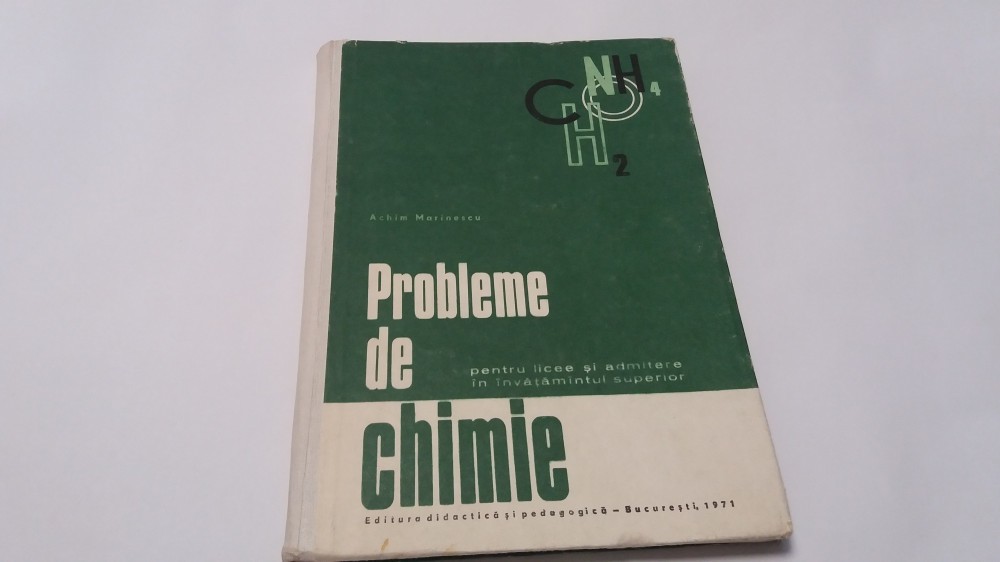 C N H O 4
H 2
Achim Marinescu
Probleme
de
pentru licee și admitere
în învățămîntul superior
chimie
Editura didactică și pedagogică – București, 1971